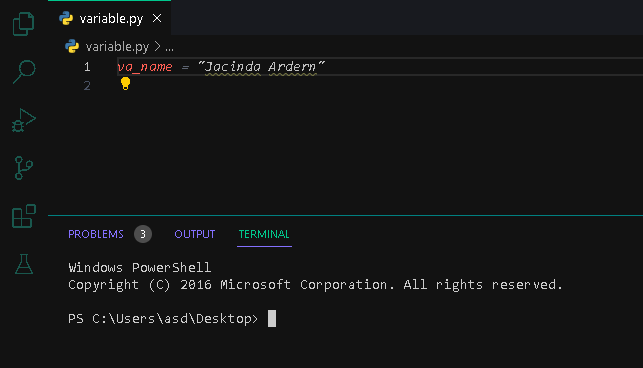 variable.py ×
variable.py > ...
1 va_name = "Jacinda Ardern"
2
PROBLEMS 3 OUTPUT TERMINAL
Windows PowerShell
Copyright (C) 2016 Microsoft Corporation. All rights reserved.
PS C:\Users\asd\Desktop>